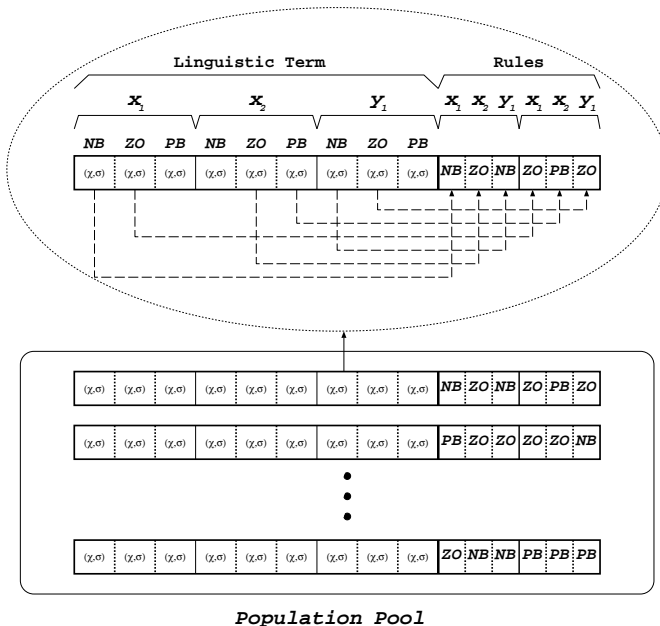 Linguistic Term Rules
x₁ x₂ y₁ x₁ x₂ y₁ x₁ x₂ y₁
NB ZO PB NB ZO PB NB ZO PB
(χ,σ) (χ,σ) (χ,σ) (χ,σ) (χ,σ) (χ,σ) (χ,σ) (χ,σ) (χ,σ) NB ZO NB ZO PB ZO
(χ,σ) (χ,σ) (χ,σ) (χ,σ) (χ,σ) (χ,σ) (χ,σ) (χ,σ) (χ,σ) NB ZO NB ZO PB ZO
(χ,σ) (χ,σ) (χ,σ) (χ,σ) (χ,σ) (χ,σ) (χ,σ) (χ,σ) (χ,σ) PB ZO ZO ZO ZO NB
(χ,σ) (χ,σ) (χ,σ) (χ,σ) (χ,σ) (χ,σ) (χ,σ) (χ,σ) (χ,σ) ZO NB NB PB PB PB
Population Pool